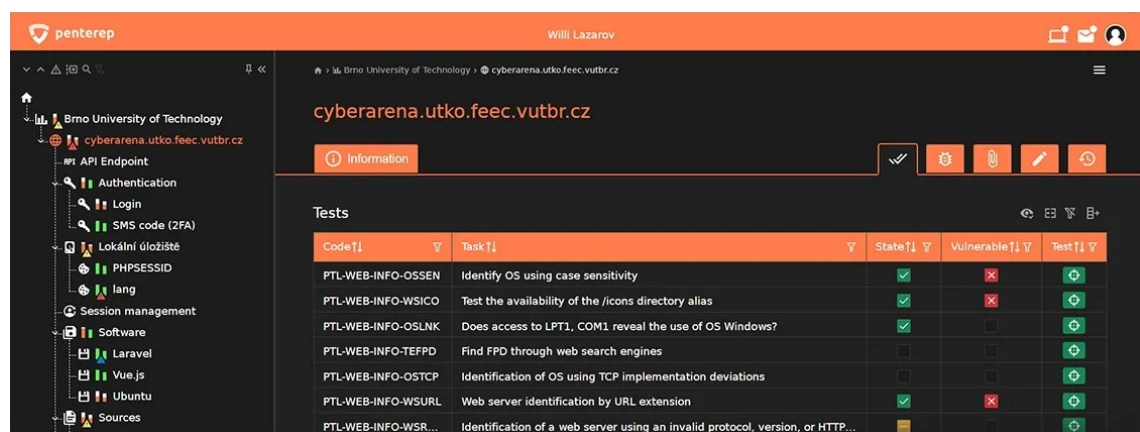 penterep
Willi Lazarov
Brno University of Technology > cyberarena.utko.feec.vutbr.cz
cyberarena.utko.feec.vutbr.cz
Information
Brno University of Technology
cyberarena.utko.feec.vutbr.cz
API API Endpoint
Authentication
Login
SMS code (2FA)
Lokální úložiště
PHPSESSID
lang
Session management
Software
Laravel
Vue.js
Ubuntu
Sources
Tests
Code Task State Vulnerable Test
PTL-WEB-INFO-OSSEN Identify OS using case sensitivity
PTL-WEB-INFO-WSICO Test the availability of the /icons directory alias
PTL-WEB-INFO-OSLNK Does access to LPT1, COM1 reveal the use of OS Windows?
PTL-WEB-INFO-TEFPD Find FPD through web search engines
PTL-WEB-INFO-OSTCP Identification of OS using TCP implementation deviations
PTL-WEB-INFO-WSURL Web server identification by URL extension
PTL-WEB-INFO-WSR... Identification of a web server using an invalid protocol, version, or HTTP...